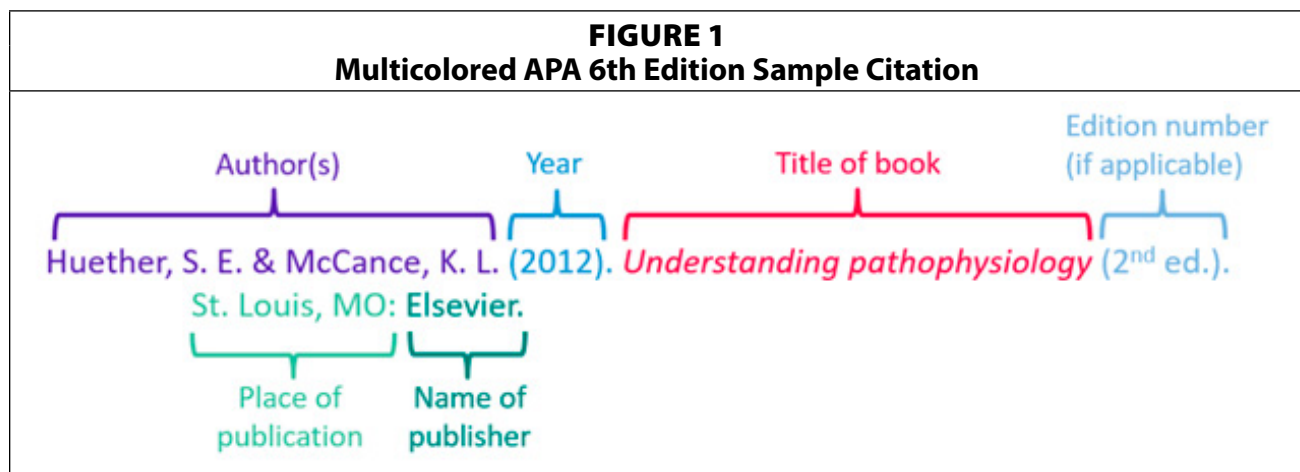 FIGURE 1
Multicolored APA 6th Edition Sample Citation
Author(s)
Year
Title of book
Edition number
(if applicable)
Huether, S. E. & McCance, K. L. (2012). Understanding pathophysiology (2nd ed.).
St. Louis, MO: Elsevier.
Place of
publication
Name of
publisher